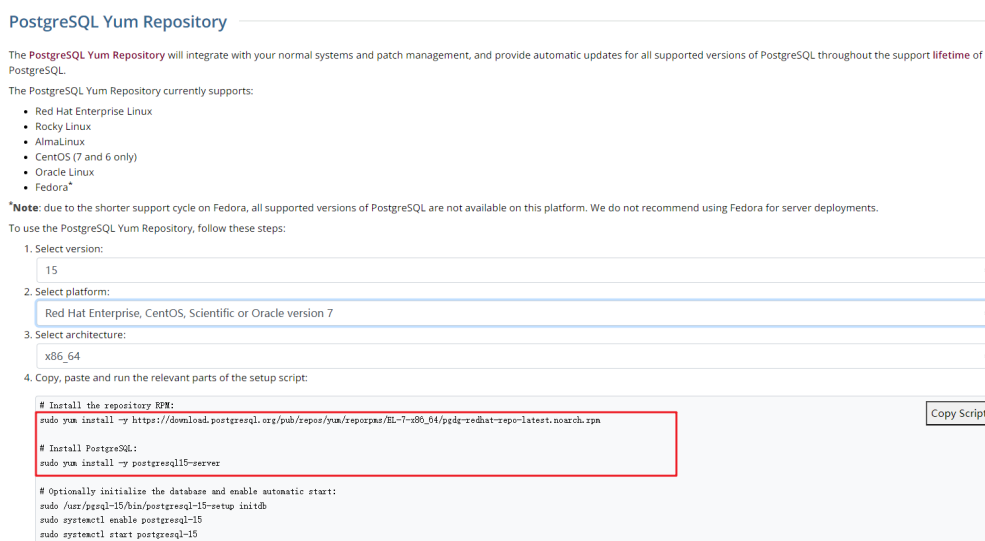 PostgreSQL Yum Repository
The PostgreSQL Yum Repository will integrate with your normal systems and patch management, and provide automatic updates for all supported versions of PostgreSQL throughout the support lifetime of
PostgreSQL.
The PostgreSQL Yum Repository currently supports:
• Red Hat Enterprise Linux
• Rocky Linux
• AlmaLinux
• CentOS (7 and 6 only)
• Oracle Linux
• Fedora*
*Note: due to the shorter support cycle on Fedora, all supported versions of PostgreSQL are not available on this platform. We do not recommend using Fedora for server deployments.
To use the PostgreSQL Yum Repository, follow these steps:
1. Select version:
15
2. Select platform:
Red Hat Enterprise, CentOS, Scientific or Oracle version 7
3. Select architecture:
x86_64
4. Copy, paste and run the relevant parts of the setup script:
# Install the repository RPM:
Copy Script
sudo yum install -y https://download.postgresql.org/pub/repos/yum/reporpms/EL-7-x86_64/pgdg-redhat-repo-latest.noarch.rpm
# Install PostgreSQL:
sudo yum install -y postgresql15-server
# Optionally initialize the database and enable automatic start:
sudo /usr/pgsql-15/bin/postgresql-15-setup initdb
sudo systemctl enable postgresql-15
sudo systemctl start postgresql-15